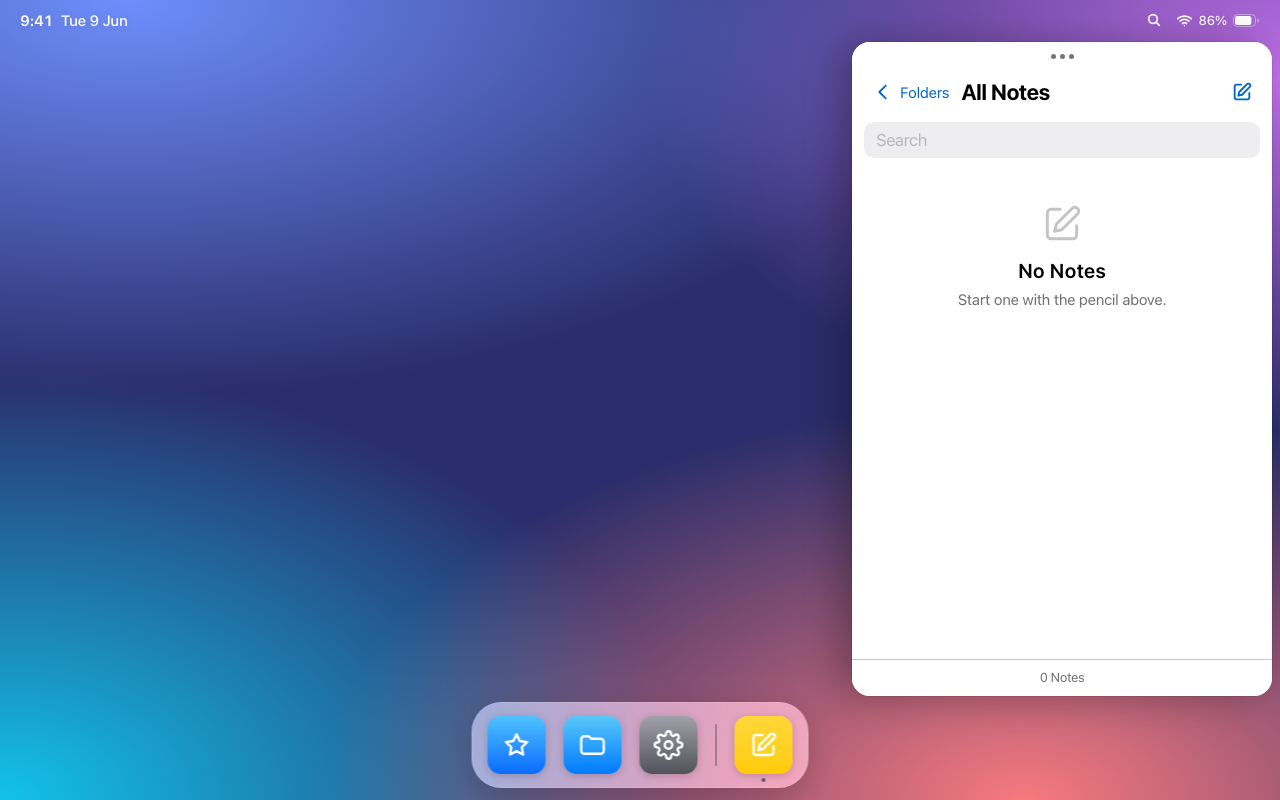 9:41 Tue 9 Jun
86%
Folders All Notes
Search
No Notes
Start one with the pencil above.
0 Notes